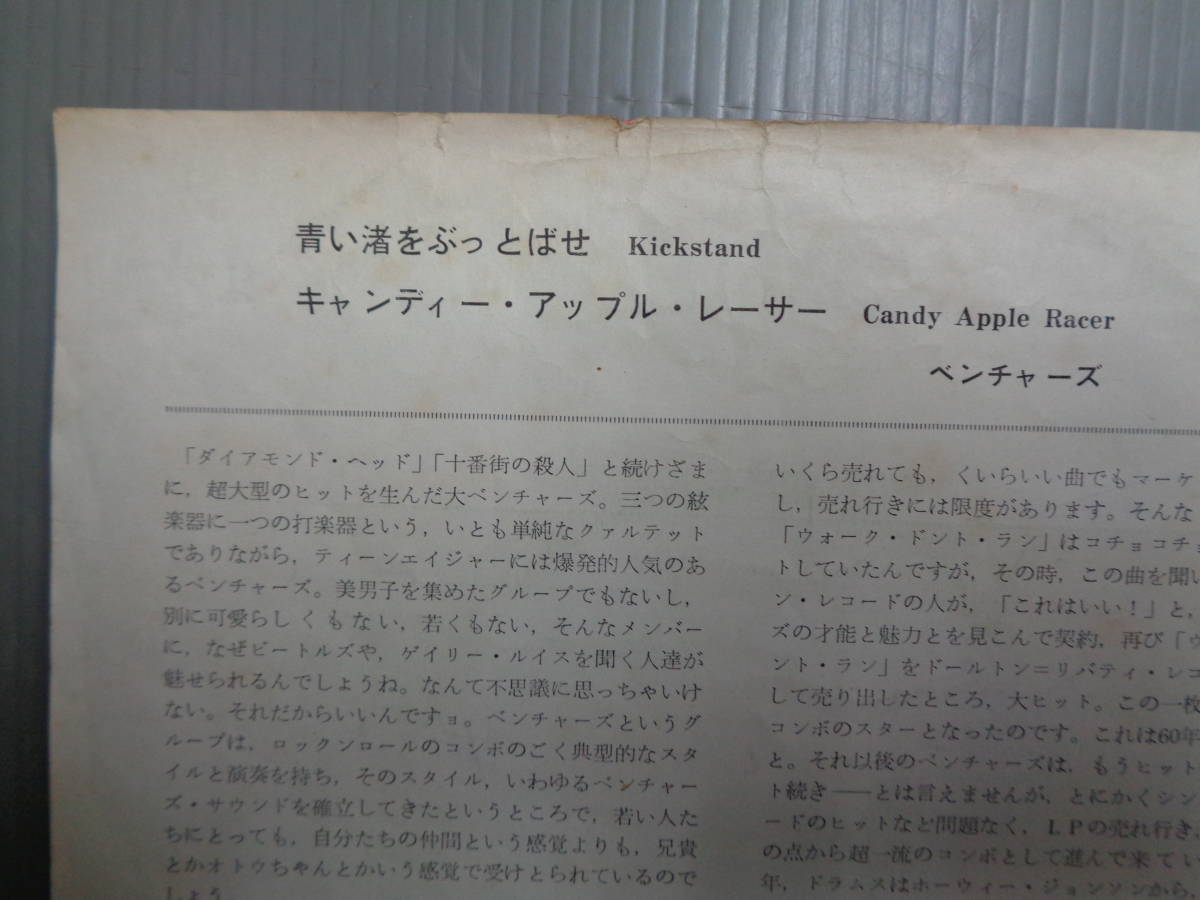 青い渚をぶっとばせ Kickstand
キャンディー・アップル・レーサー Candy Apple Racer
ベンチャーズ
「ダイアモンド・ヘッド」「十番街の殺人」と続けざま
に，超大型のヒットを生んだ大ベンチャーズ。三つの絃
楽器に一つの打楽器という，いとも単純なクァルテット
でありながら，ティーンエイジャーには爆発的人気のあ
るベンチャーズ。美男子を集めたグループでもないし，
別に可愛らしくもない，若くもない，そんなメンバー
に，なぜビートルズや，ゲイリー・ルイスを聞く人達が
魅せられるんでしょうね。なんて不思議に思っちゃいけ
ない。それだからいいんですョ。ベンチャーズというグ
ループは，ロックンロールのコンボのごく典型的なスタ
イルと演奏を持ち，そのスタイル，いわゆるベンチャー
ズ・サウンドを確立してきたというところで，若い人た
ちにとっても，自分たちの仲間という感覚よりも，兄貴
とかオトウちゃんとかいう感覚で受けとられているので
しょう
いくら売れても，くいらいい曲でもマーケ
し，売れ行きには限度があります。そんな
「ウォーク・ドント・ラン」はコチョコチョ
トしていたんですが，その時，この曲を聞い
ン・レコードの人が，「これはいい！」と，
ズの才能と魅力とを見こんで契約，再び「ウ
ント・ラン」をドールトン＝リバティ・レコ
して売り出したところ，大ヒット。この一枚
コンボのスターとなったのです。これは60年
と。それ以後のベンチャーズは，もうヒット
ト続き――とは言えませんが，とにかくシン
ードのヒットなど問題なく，ＬＰの売れ行き
の点から超一流のコンボとして進んで来てい
年，ドラムスはホーウィー・ジョンソンから，